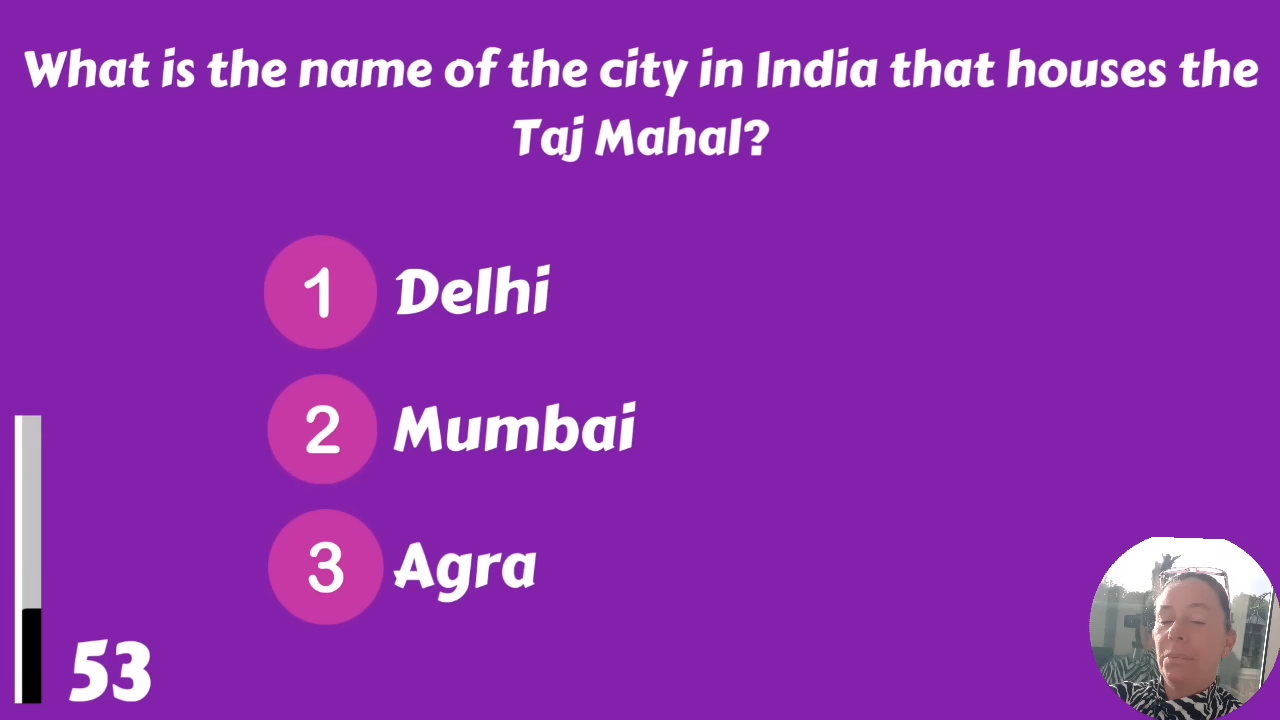 What is the name of the city in India that houses the
Taj Mahal?
1 Delhi
2 Mumbai
3 Agra
53